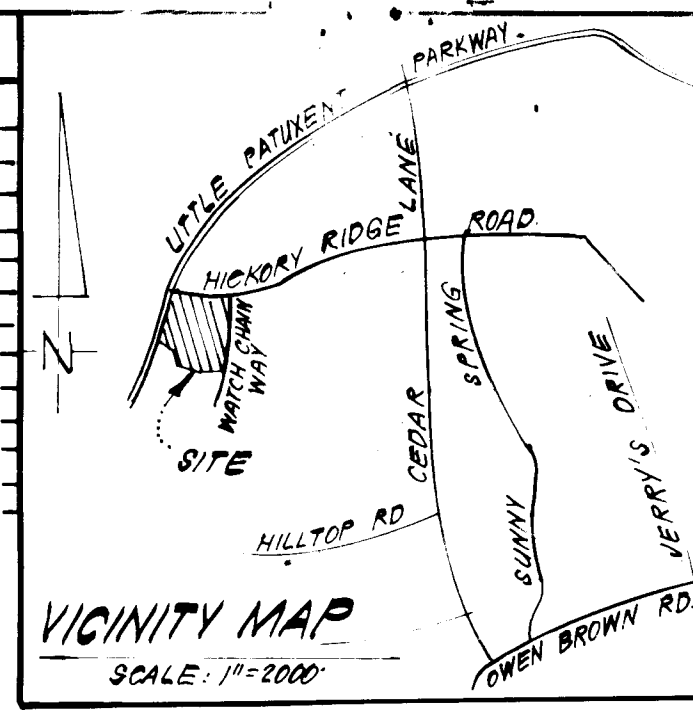 LITTLE PATUXENT PARKWAY
HICKORY RIDGE ROAD.
CEDAR LANE
SUNNY SPRING
JERRY'S DRIVE
WATCH CHAIN
WAY
N
SITE
HILLTOP RD
OWEN BROWN RD.
VICINITY MAP
SCALE: 1"=2000'